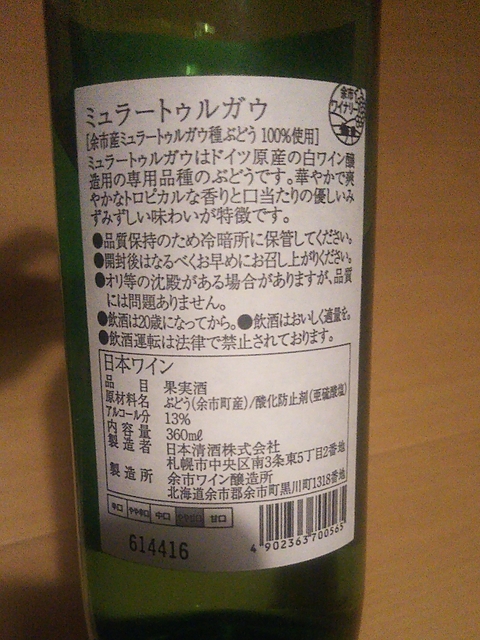 余市
ワイナリー
ミュラートゥルガウ
［余市産ミュラートゥルガウ種ぶどう 100%使用］
ミュラートゥルガウはドイツ原産の白ワイン醸
造用の専用品種のぶどうです。華やかで爽
やかなトロピカルな香りと口当たりの優しいみ
ずみずしい味わいが特徴です。
●品質保持のため冷暗所に保管してください。
●開封後はなるべくお早めにお召し上がりください。
●オリ等の沈殿がある場合がありますが、品質
には問題ありません。
●飲酒は20歳になってから。●飲酒はおいしく適量を。
●飲酒運転は法律で禁止されております。
日本ワイン
品目 果実酒
原材料名 ぶどう(余市町産)/酸化防止剤(亜硫酸塩)
アルコール分 13%
内容量 360mℓ
製造者 日本清酒株式会社
札幌市中央区南3条東5丁目2番地
製造所 余市ワイン醸造所
北海道余市郡余市町黒川町1318番地
辛口 やや辛口 中口 やや甘口 甘口
614416
4 902363 700565